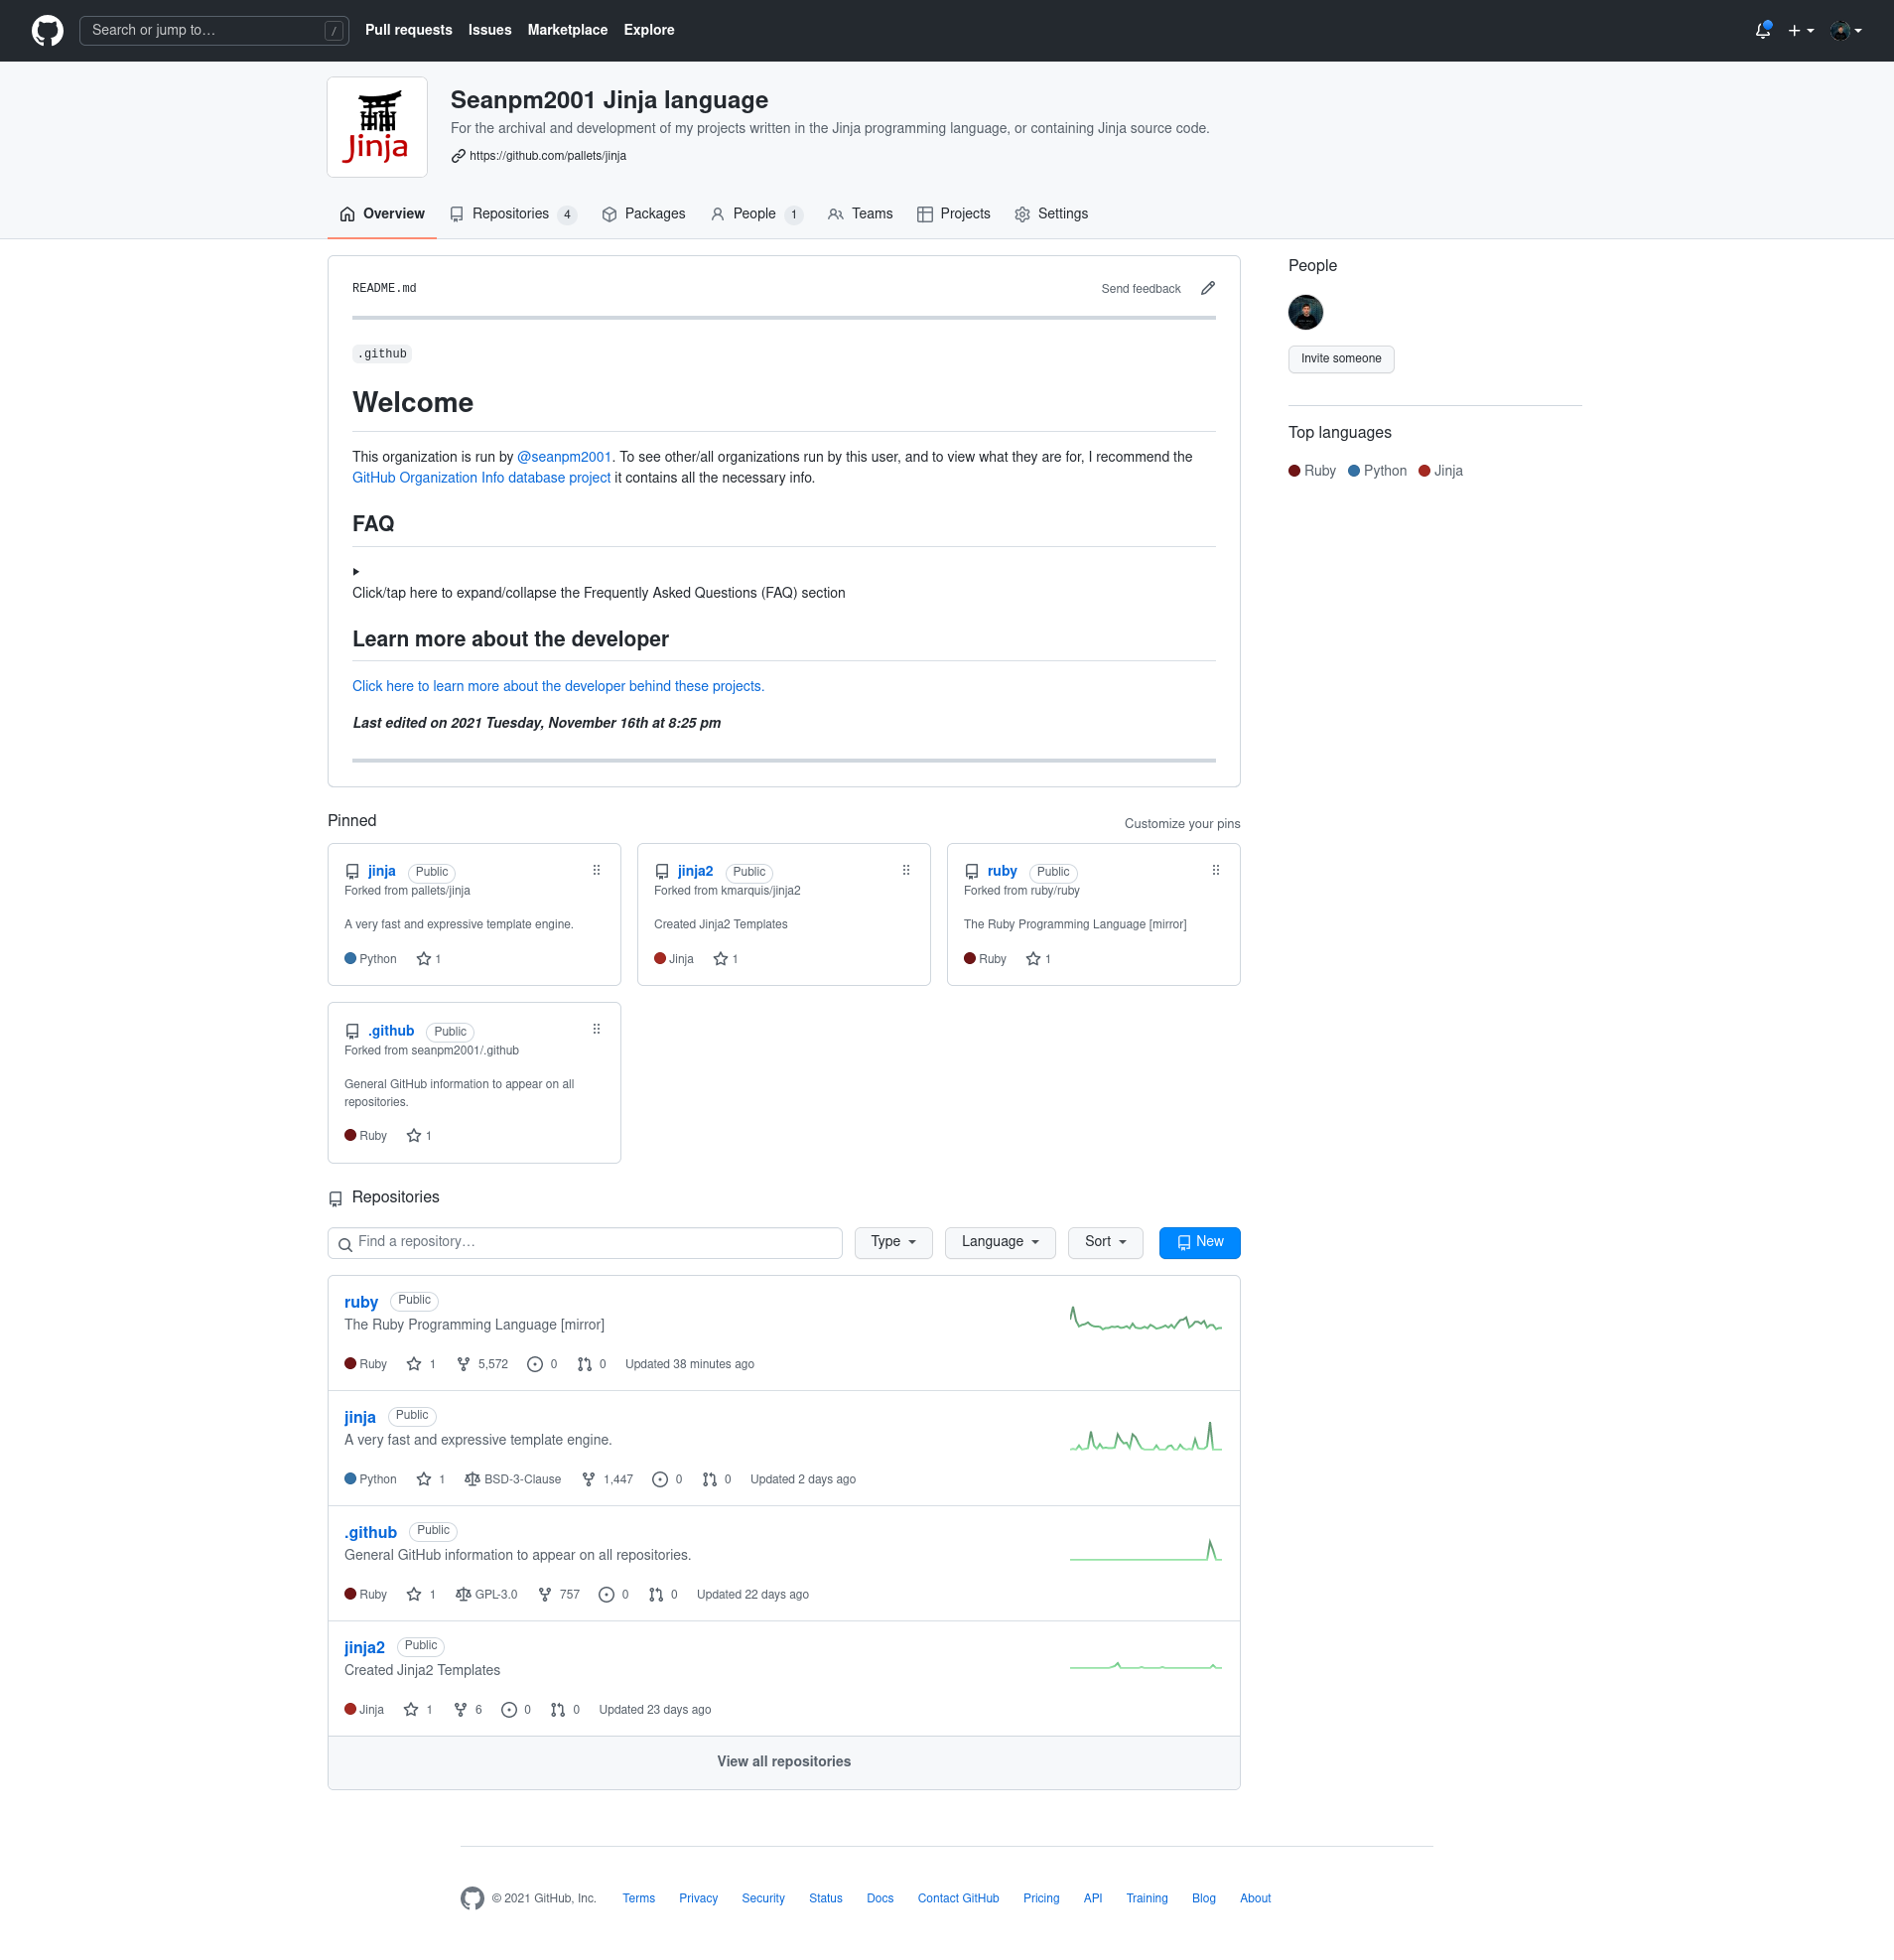 Search or jump to… /
Pull requests Issues Marketplace Explore
Jinja
Seanpm2001 Jinja language
For the archival and development of my projects written in the Jinja programming language, or containing Jinja source code.
https://github.com/pallets/jinja
Overview Repositories 4 Packages People 1 Teams Projects Settings
README.md Send feedback
.github
Welcome
This organization is run by @seanpm2001. To see other/all organizations run by this user, and to view what they are for, I recommend the
GitHub Organization Info database project it contains all the necessary info.
FAQ
Click/tap here to expand/collapse the Frequently Asked Questions (FAQ) section
Learn more about the developer
Click here to learn more about the developer behind these projects.
Last edited on 2021 Tuesday, November 16th at 8:25 pm
People
Invite someone
Top languages
Ruby Python Jinja
Pinned Customize your pins
jinja Public
Forked from pallets/jinja
A very fast and expressive template engine.
Python 1
jinja2 Public
Forked from kmarquis/jinja2
Created Jinja2 Templates
Jinja 1
ruby Public
Forked from ruby/ruby
The Ruby Programming Language [mirror]
Ruby 1
.github Public
Forked from seanpm2001/.github
General GitHub information to appear on all
repositories.
Ruby 1
Repositories
Find a repository… Type Language Sort New
ruby Public
The Ruby Programming Language [mirror]
Ruby 1 5,572 0 0 Updated 38 minutes ago
jinja Public
A very fast and expressive template engine.
Python 1 BSD-3-Clause 1,447 0 0 Updated 2 days ago
.github Public
General GitHub information to appear on all repositories.
Ruby 1 GPL-3.0 757 0 0 Updated 22 days ago
jinja2 Public
Created Jinja2 Templates
Jinja 1 6 0 0 Updated 23 days ago
View all repositories
© 2021 GitHub, Inc. Terms Privacy Security Status Docs Contact GitHub Pricing API Training Blog About